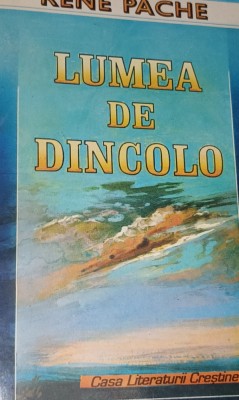 RENE PACHE
LUMEA
DE
DINCOLO
Casa Literaturii Creştine